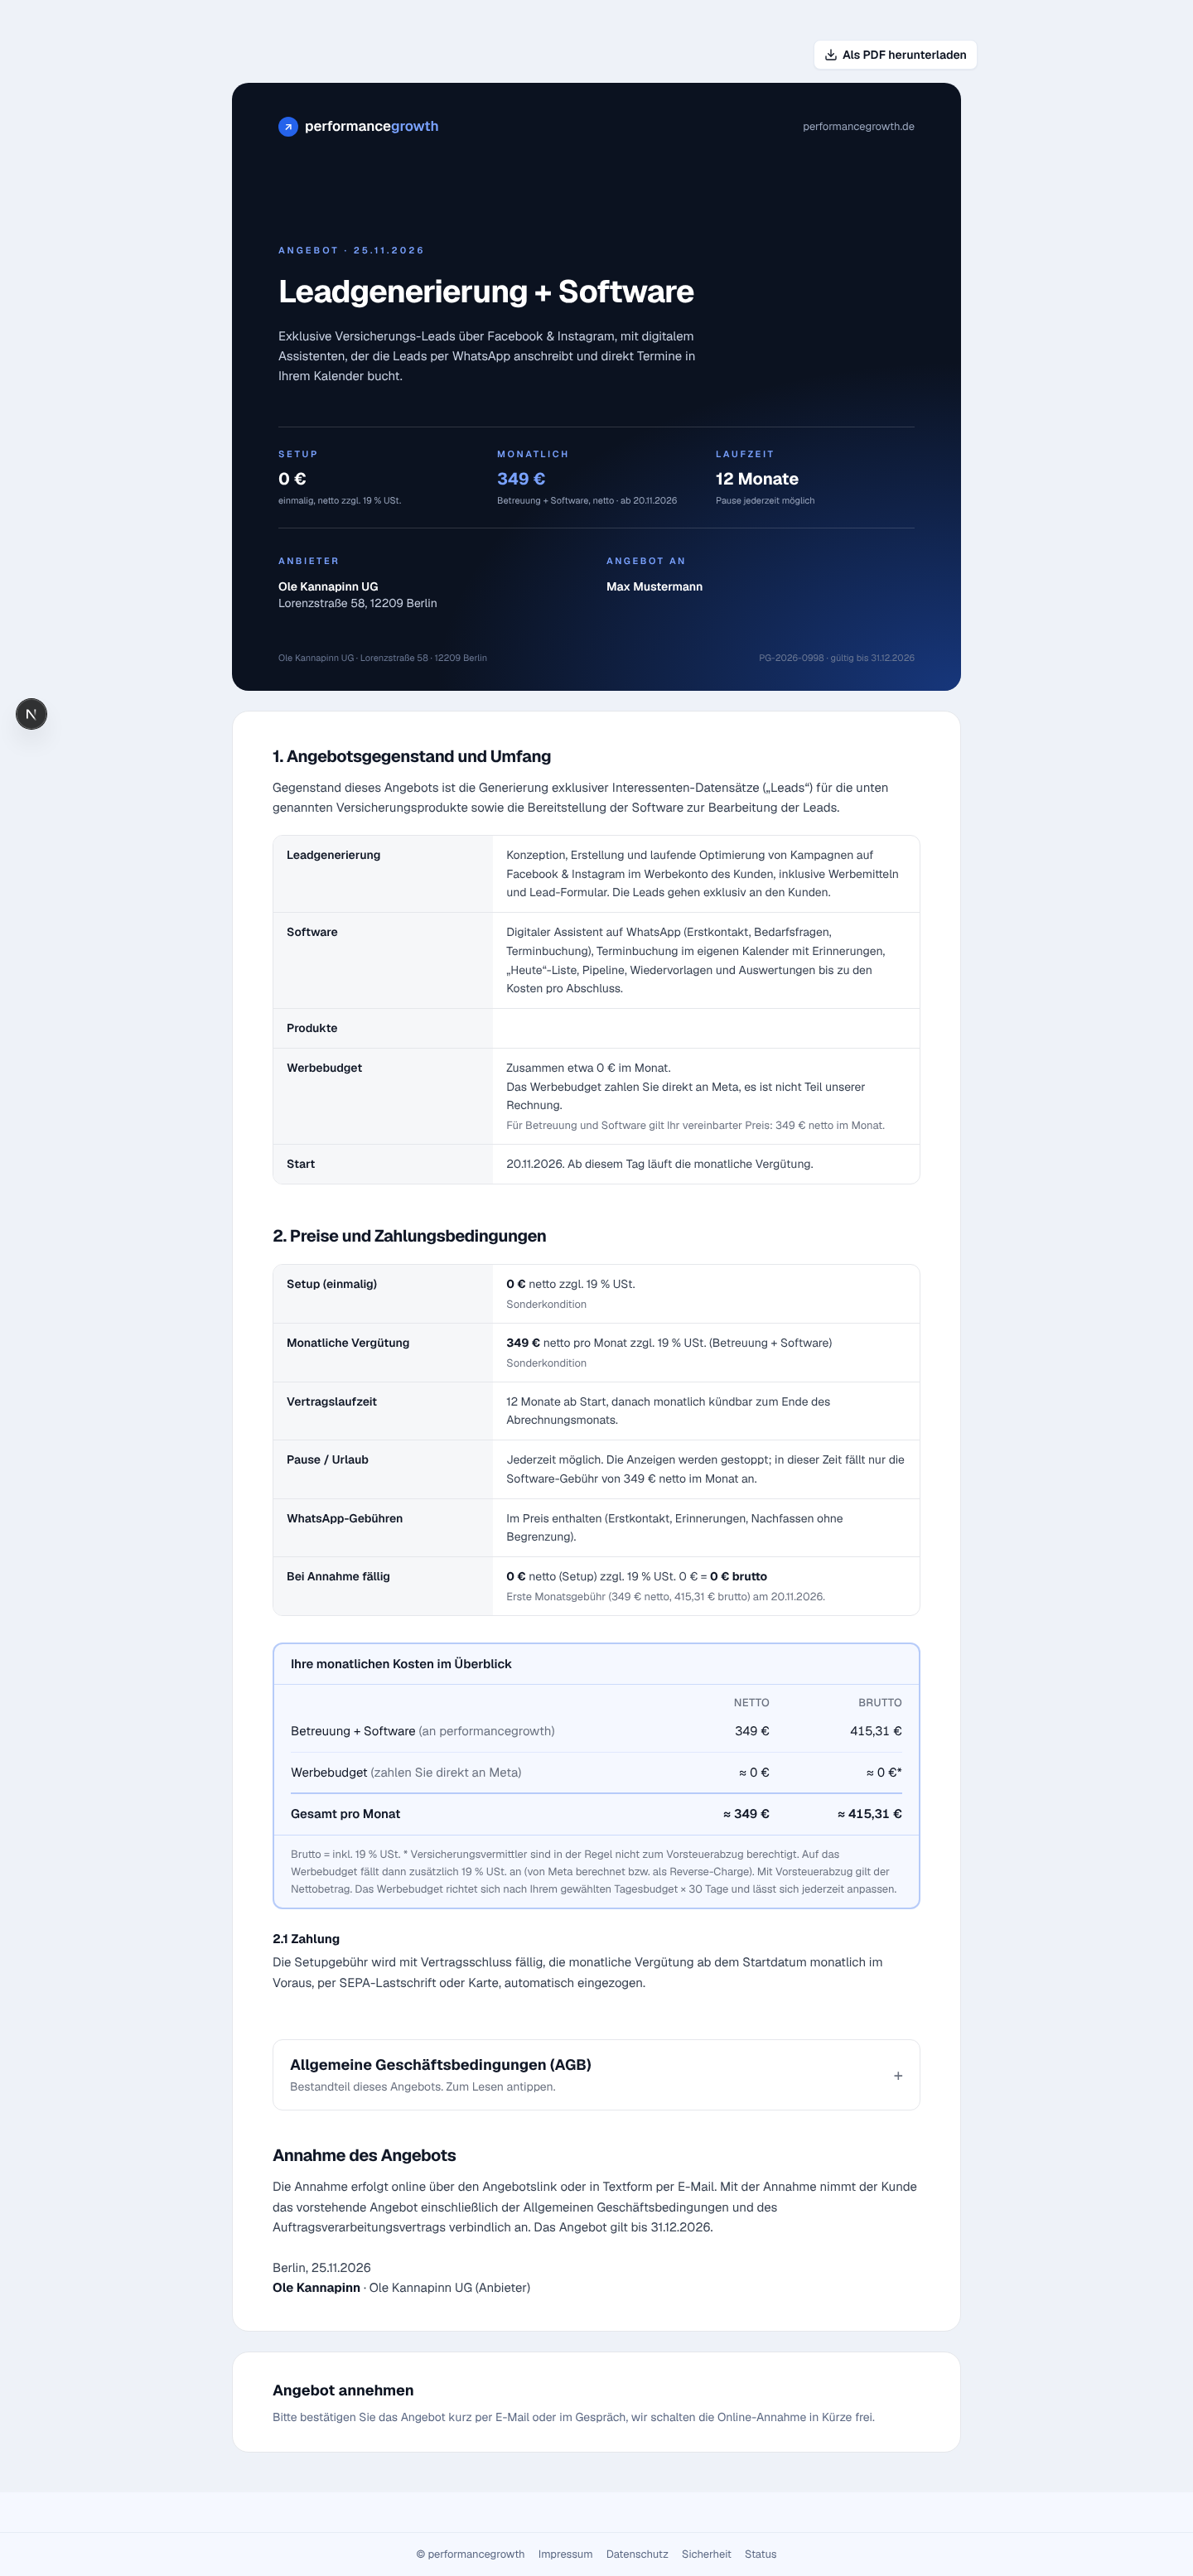 Als PDF herunterladen
performancegrowth
performancegrowth.de
ANGEBOT · 25.11.2026
Leadgenerierung + Software
Exklusive Versicherungs-Leads über Facebook & Instagram, mit digitalem
Assistenten, der die Leads per WhatsApp anschreibt und direkt Termine in
Ihrem Kalender bucht.
SETUP
0 €
einmalig, netto zzgl. 19 % USt.
MONATLICH
349 €
Betreuung + Software, netto · ab 20.11.2026
LAUFZEIT
12 Monate
Pause jederzeit möglich
ANBIETER
Ole Kannapinn UG
Lorenzstraße 58, 12209 Berlin
ANGEBOT AN
Max Mustermann
Ole Kannapinn UG · Lorenzstraße 58 · 12209 Berlin
PG-2026-0998 · gültig bis 31.12.2026
N
1. Angebotsgegenstand und Umfang
Gegenstand dieses Angebots ist die Generierung exklusiver Interessenten-Datensätze („Leads“) für die unten
genannten Versicherungsprodukte sowie die Bereitstellung der Software zur Bearbeitung der Leads.
Leadgenerierung
Konzeption, Erstellung und laufende Optimierung von Kampagnen auf
Facebook & Instagram im Werbekonto des Kunden, inklusive Werbemitteln
und Lead-Formular. Die Leads gehen exklusiv an den Kunden.
Software
Digitaler Assistent auf WhatsApp (Erstkontakt, Bedarfsfragen,
Terminbuchung), Terminbuchung im eigenen Kalender mit Erinnerungen,
„Heute“-Liste, Pipeline, Wiedervorlagen und Auswertungen bis zu den
Kosten pro Abschluss.
Produkte
Werbebudget
Zusammen etwa 0 € im Monat.
Das Werbebudget zahlen Sie direkt an Meta, es ist nicht Teil unserer
Rechnung.
Für Betreuung und Software gilt Ihr vereinbarter Preis: 349 € netto im Monat.
Start
20.11.2026. Ab diesem Tag läuft die monatliche Vergütung.
2. Preise und Zahlungsbedingungen
Setup (einmalig)
0 € netto zzgl. 19 % USt.
Sonderkondition
Monatliche Vergütung
349 € netto pro Monat zzgl. 19 % USt. (Betreuung + Software)
Sonderkondition
Vertragslaufzeit
12 Monate ab Start, danach monatlich kündbar zum Ende des
Abrechnungsmonats.
Pause / Urlaub
Jederzeit möglich. Die Anzeigen werden gestoppt; in dieser Zeit fällt nur die
Software-Gebühr von 349 € netto im Monat an.
WhatsApp-Gebühren
Im Preis enthalten (Erstkontakt, Erinnerungen, Nachfassen ohne
Begrenzung).
Bei Annahme fällig
0 € netto (Setup) zzgl. 19 % USt. 0 € = 0 € brutto
Erste Monatsgebühr (349 € netto, 415,31 € brutto) am 20.11.2026.
Ihre monatlichen Kosten im Überblick
NETTO BRUTTO
Betreuung + Software (an performancegrowth) 349 € 415,31 €
Werbebudget (zahlen Sie direkt an Meta) ≈ 0 € ≈ 0 €*
Gesamt pro Monat ≈ 349 € ≈ 415,31 €
Brutto = inkl. 19 % USt. * Versicherungsvermittler sind in der Regel nicht zum Vorsteuerabzug berechtigt. Auf das
Werbebudget fällt dann zusätzlich 19 % USt. an (von Meta berechnet bzw. als Reverse-Charge). Mit Vorsteuerabzug gilt der
Nettobetrag. Das Werbebudget richtet sich nach Ihrem gewählten Tagesbudget × 30 Tage und lässt sich jederzeit anpassen.
2.1 Zahlung
Die Setupgebühr wird mit Vertragsschluss fällig, die monatliche Vergütung ab dem Startdatum monatlich im
Voraus, per SEPA-Lastschrift oder Karte, automatisch eingezogen.
Allgemeine Geschäftsbedingungen (AGB)
Bestandteil dieses Angebots. Zum Lesen antippen.
+
Annahme des Angebots
Die Annahme erfolgt online über den Angebotslink oder in Textform per E-Mail. Mit der Annahme nimmt der Kunde
das vorstehende Angebot einschließlich der Allgemeinen Geschäftsbedingungen und des
Auftragsverarbeitungsvertrags verbindlich an. Das Angebot gilt bis 31.12.2026.
Berlin, 25.11.2026
Ole Kannapinn · Ole Kannapinn UG (Anbieter)
Angebot annehmen
Bitte bestätigen Sie das Angebot kurz per E-Mail oder im Gespräch, wir schalten die Online-Annahme in Kürze frei.
© performancegrowth Impressum Datenschutz Sicherheit Status